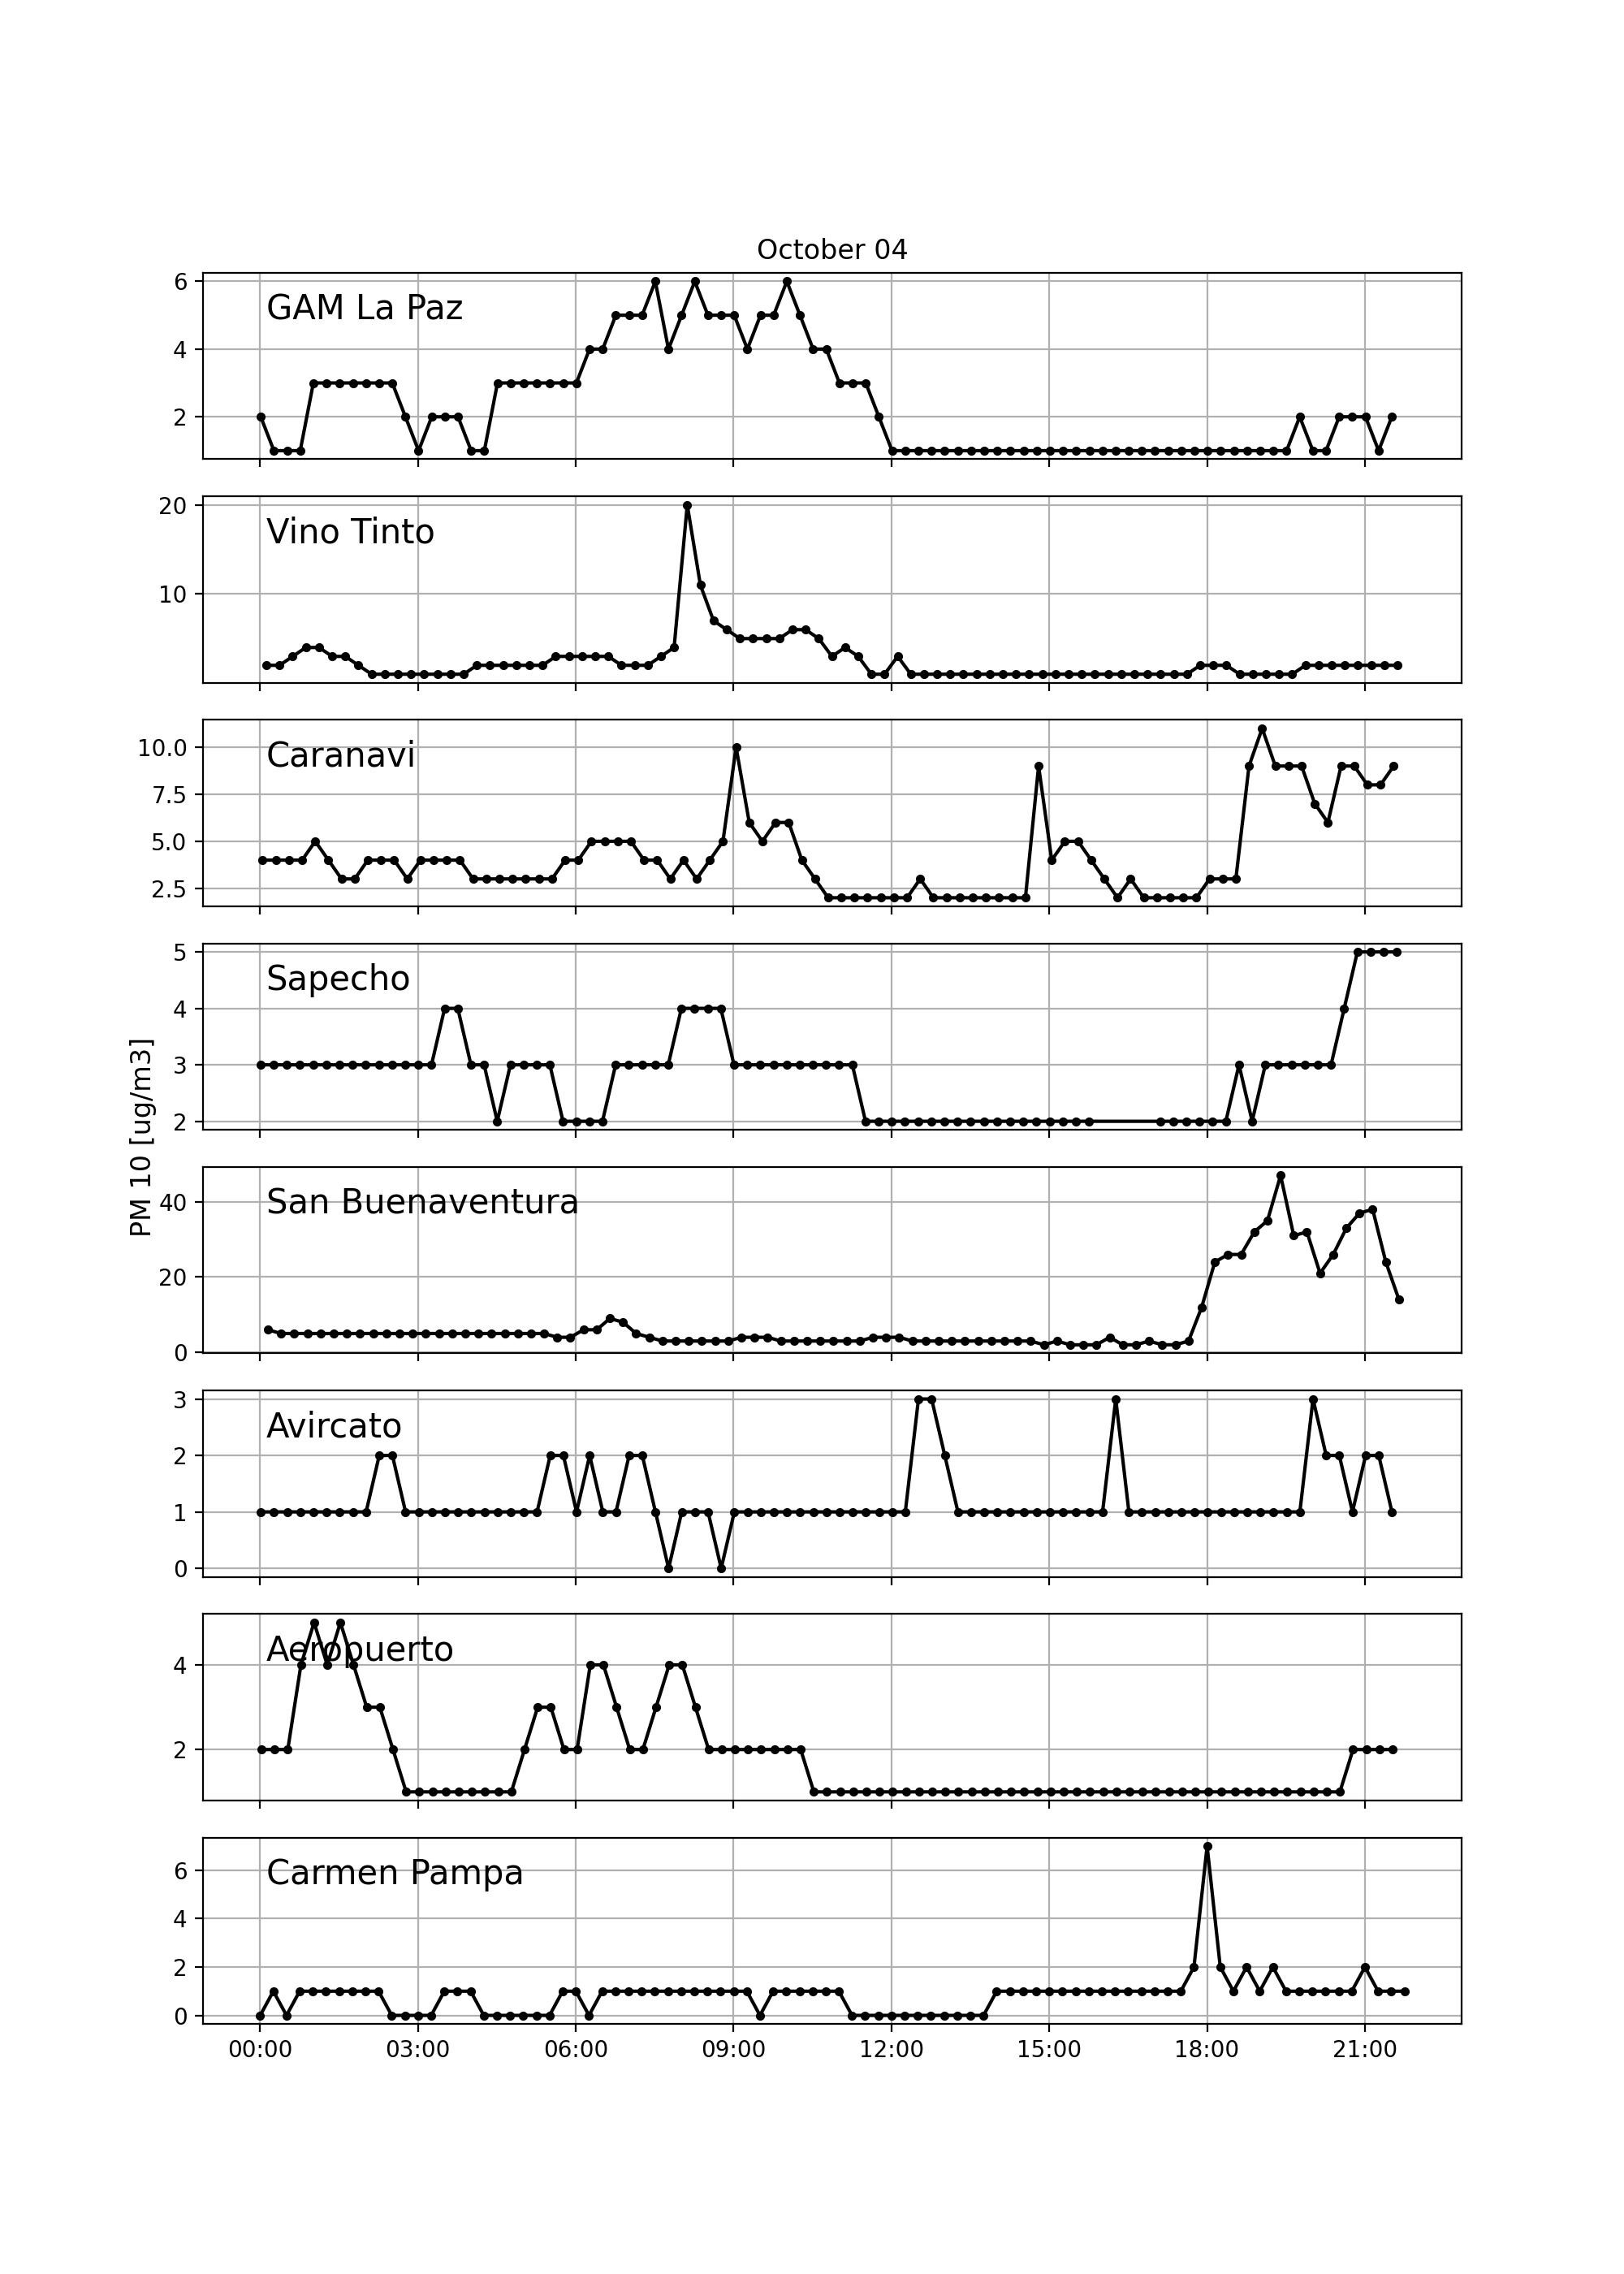 October 04
PM 10 [ug/m3]
GAM La Paz
6
4
2
Vino Tinto
20
10
Caranavi
10.0
7.5
5.0
2.5
Sapecho
5
4
3
2
San Buenaventura
40
20
0
Avircato
3
2
1
0
Aeropuerto
4
2
Carmen Pampa
6
4
2
0
00:00 03:00 06:00 09:00 12:00 15:00 18:00 21:00